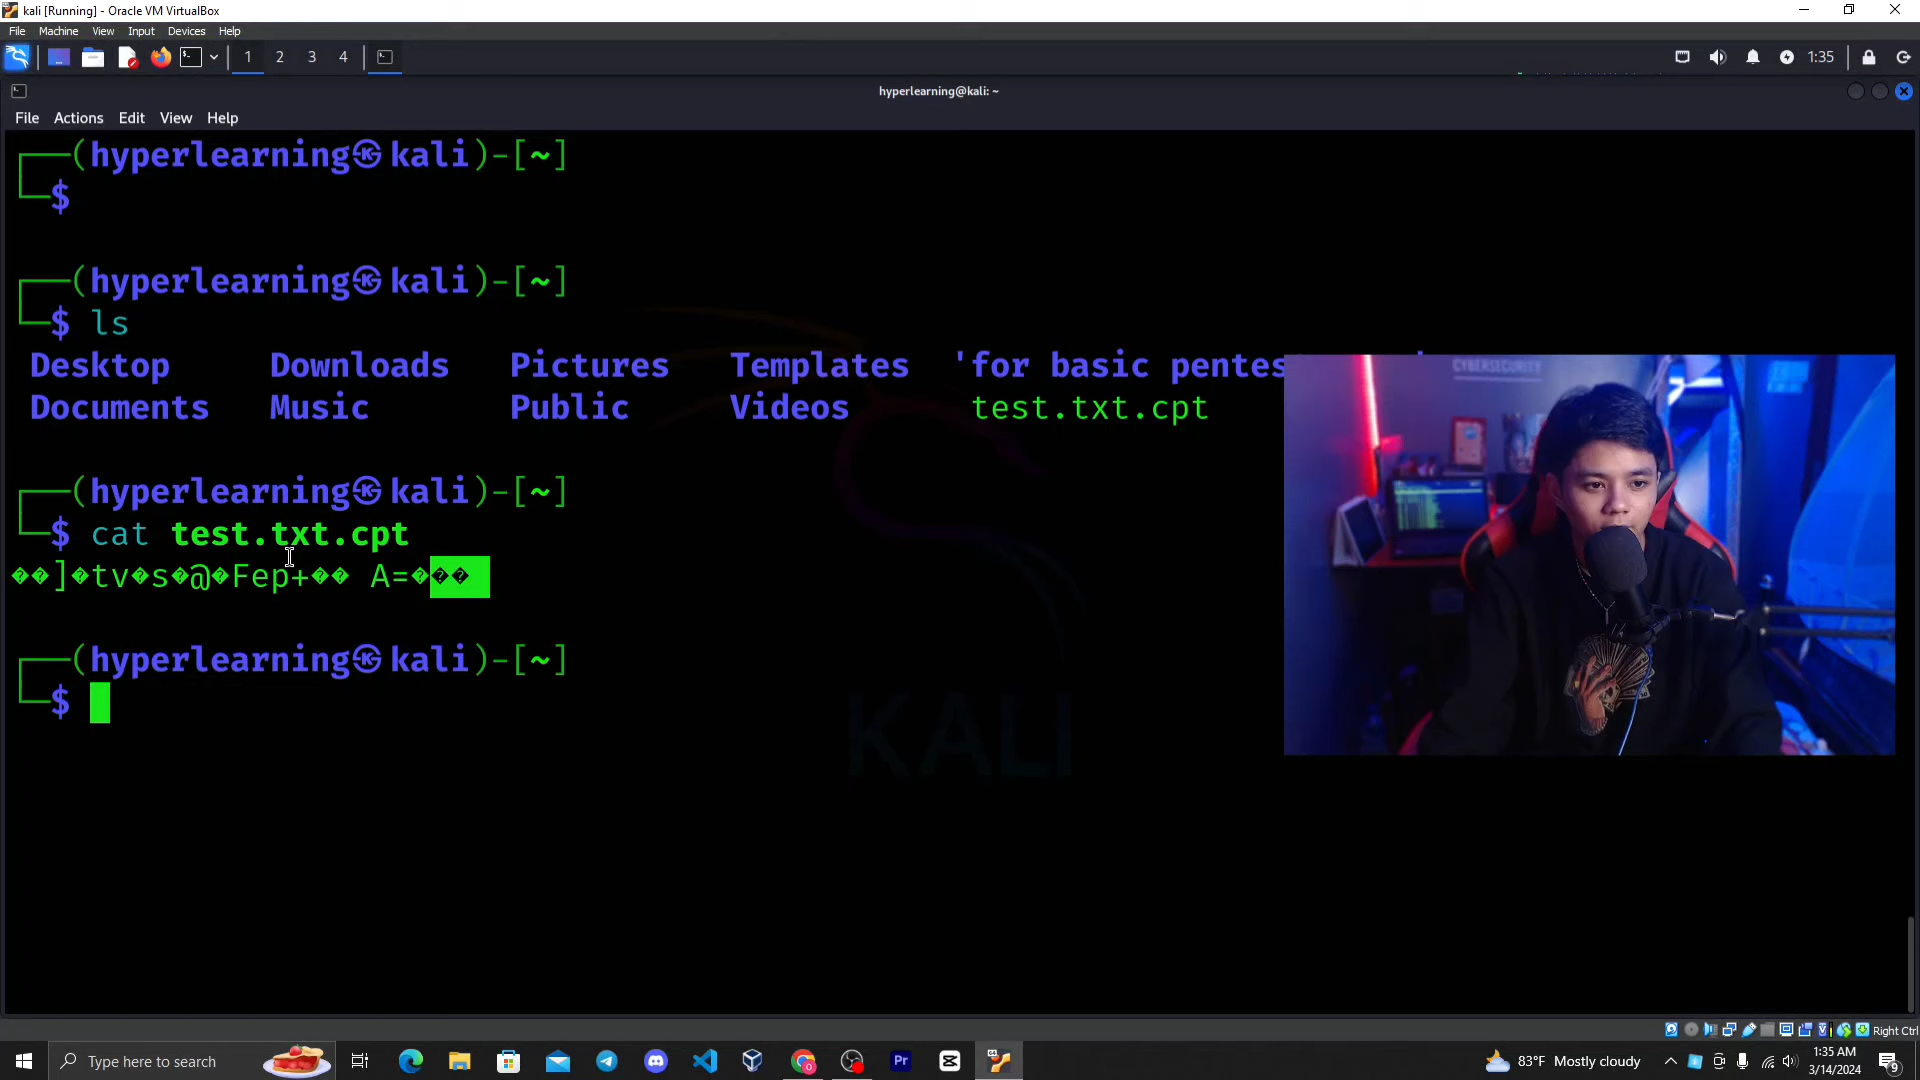 kali [Running] - Oracle VM VirtualBox
File Machine View Input Devices Help
1 2 3 4 1:35
hyperlearning@kali: ~
File Actions Edit View Help
┌──(hyperlearning㉿kali)-[~]
└─$
┌──(hyperlearning㉿kali)-[~]
└─$ ls
Desktop Downloads Pictures Templates 'for basic pentes
Documents Music Public Videos test.txt.cpt
CYBERSECURITY
┌──(hyperlearning㉿kali)-[~]
└─$ cat test.txt.cpt
��]�tv�s�@�Fep+�� A=���
┌──(hyperlearning㉿kali)-[~]
└─$
KALI
Right Ctrl
Type here to search
83°F Mostly cloudy
1:35 AM
3/14/2024
9